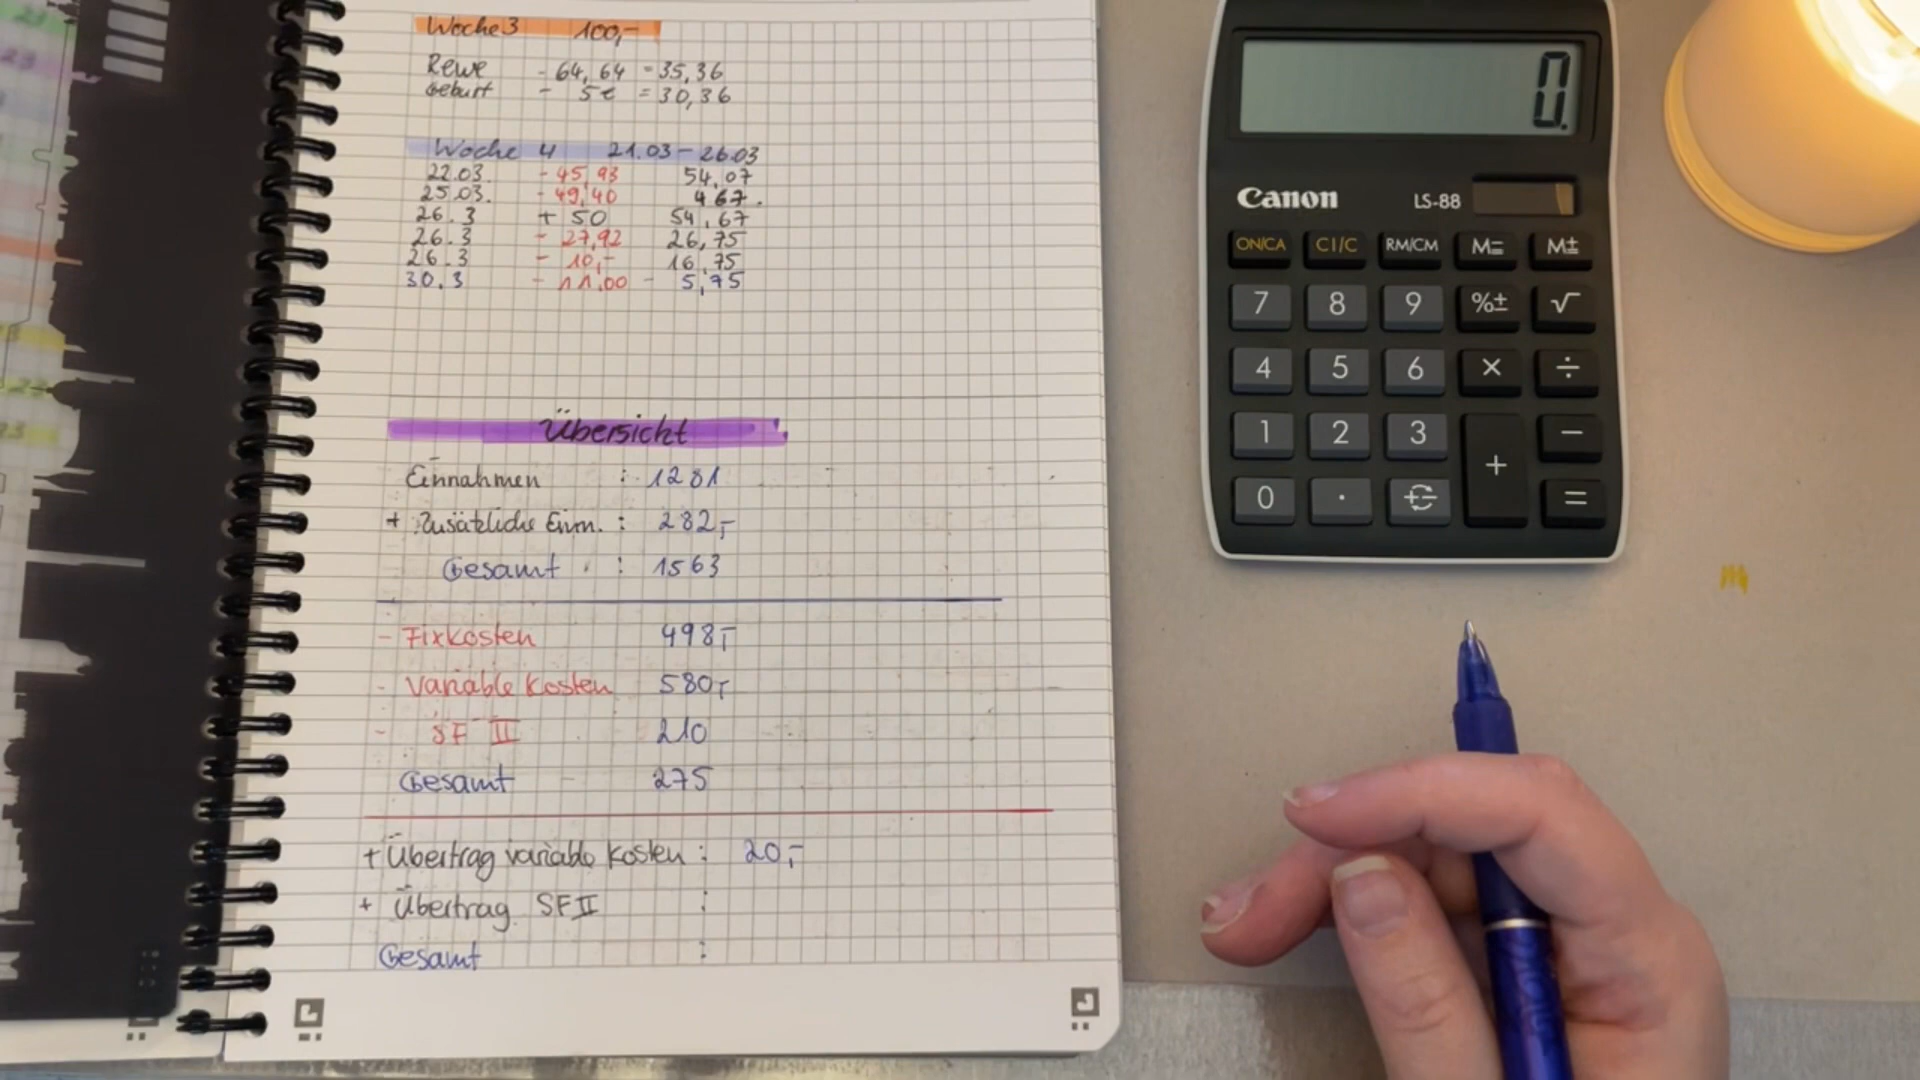 Woche 3 100,-
Rewe - 64,64 = 35,36
Geburt - 5€ = 30,36
Woche 4 21.03 - 26.03
22.03. - 45,93 54,07
25.03. - 49,40 4 67.
26.3 + 50 54,67
26.3 - 27,92 26,75
26.3 - 10,- 16,75
30.3 - 11,00 - 5,75
Übersicht
Einnahmen : 1281
+ Zusätzliche Einn. : 282,-
Gesamt : 1563
- Fixkosten 498,-
- Variable Kosten 580,-
- SF II 210
Gesamt - 275
+ Übertrag variable Kosten : 20,-
+ Übertrag SF II :
Gesamt :
0.
Canon LS-88
ON/CA CI/C RM/CM M= M±
7 8 9 %± √
4 5 6 × ÷
1 2 3 + −
0 . =